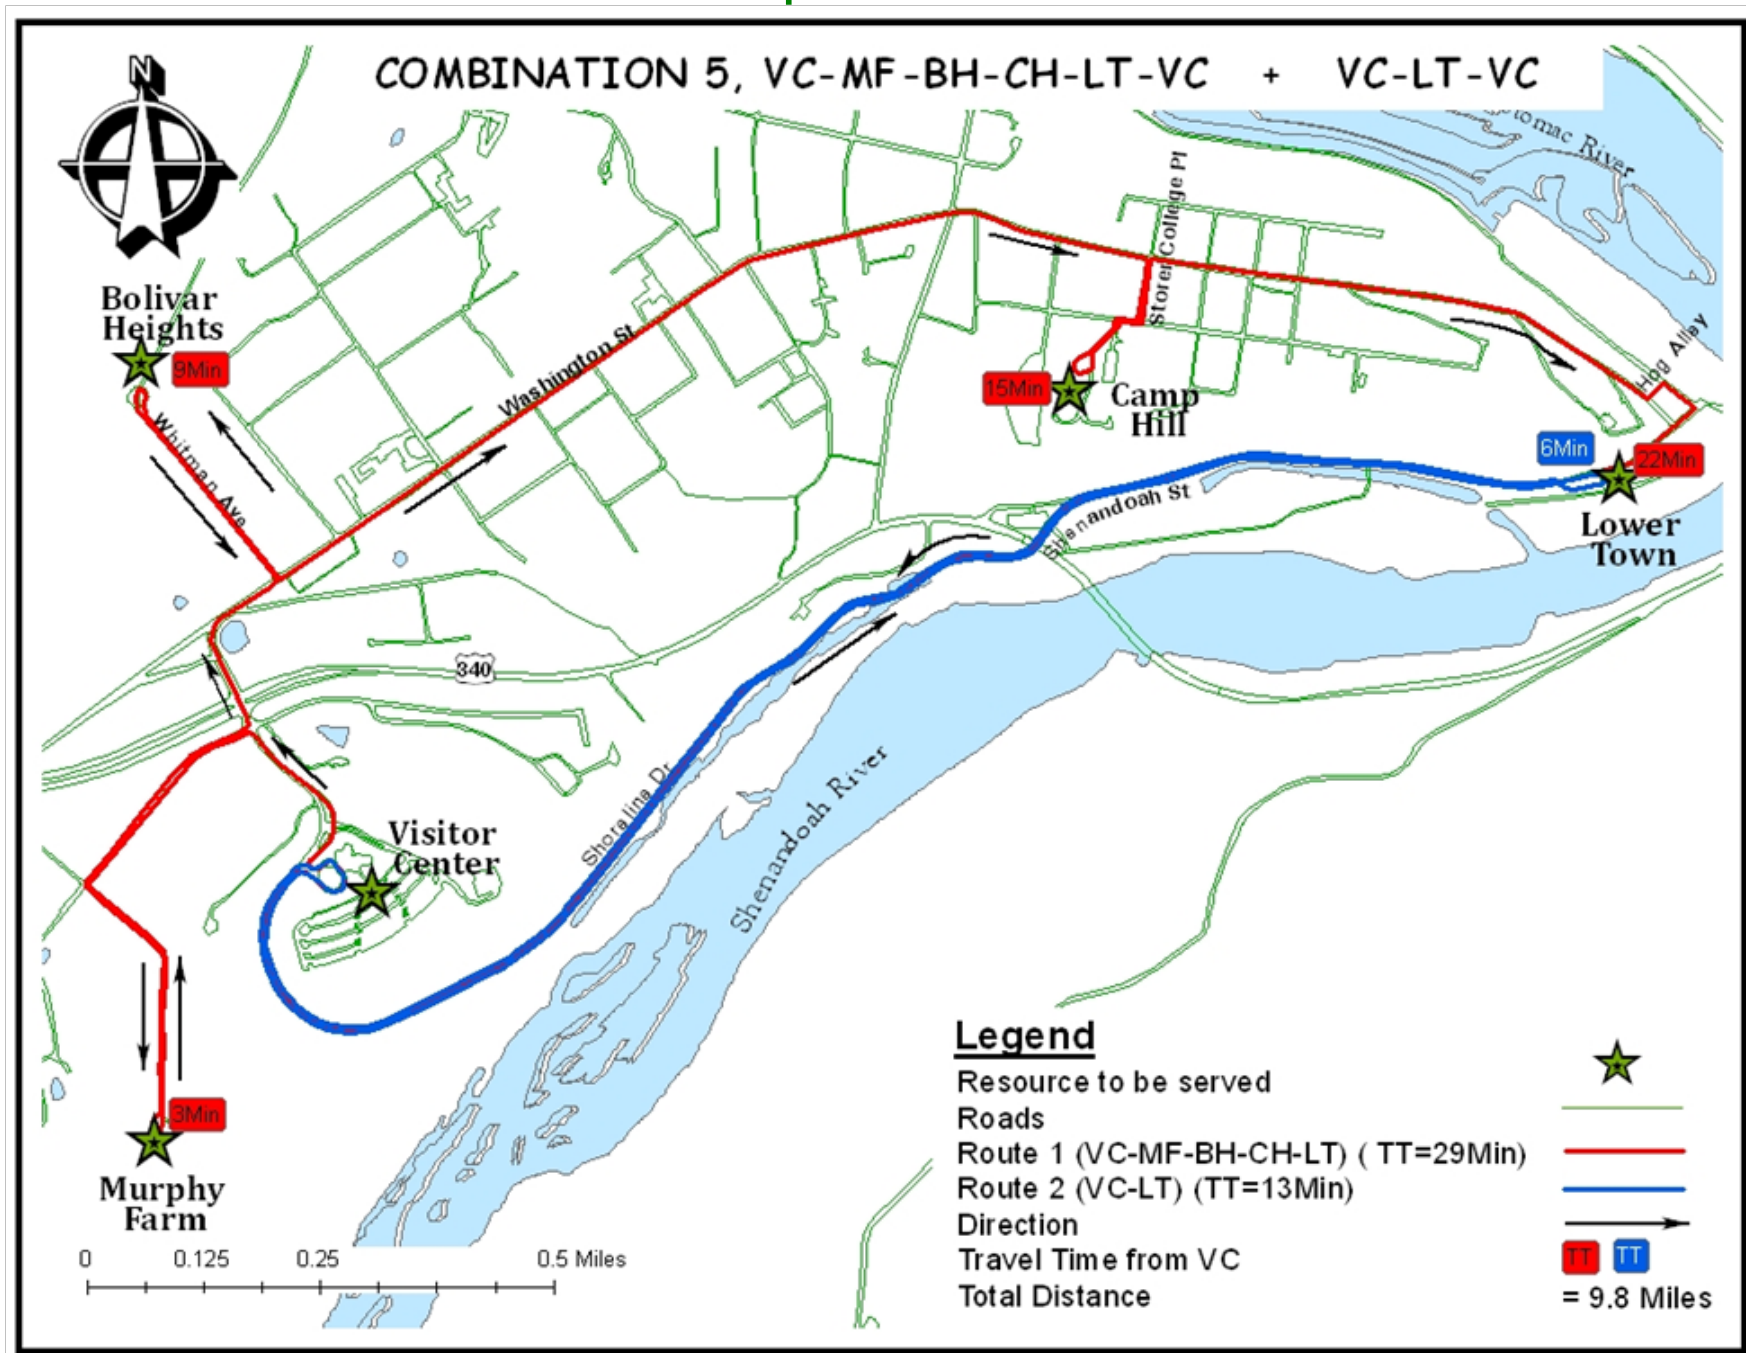 COMBINATION 5, VC-MF-BH-CH-LT-VC + VC-LT-VC
N
tomac River
Storer College Pl
Bolivar
Heights
9Min
Whitman Ave
Washington St
15Min
Camp
Hill
Hog Alley
6Min
22Min
Lower
Town
Shenandoah St
340
Shoreline Dr
Shenandoah River
Visitor
Center
3Min
Murphy
Farm
0 0.125 0.25 0.5 Miles
Legend
Resource to be served
Roads
Route 1 (VC-MF-BH-CH-LT) ( TT=29Min)
Route 2 (VC-LT) (TT=13Min)
Direction
Travel Time from VC TT TT
Total Distance = 9.8 Miles